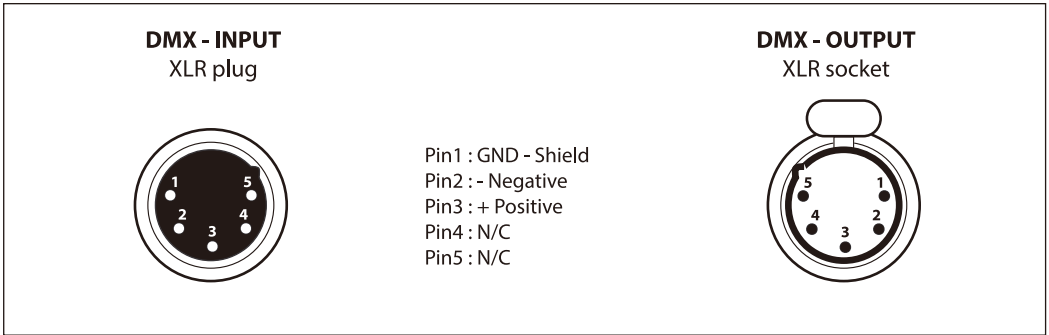 DMX - INPUT
XLR plug
1
5
2
4
3
Pin1 : GND - Shield
Pin2 : - Negative
Pin3 : + Positive
Pin4 : N/C
Pin5 : N/C
DMX - OUTPUT
XLR socket
5
1
4
2
3